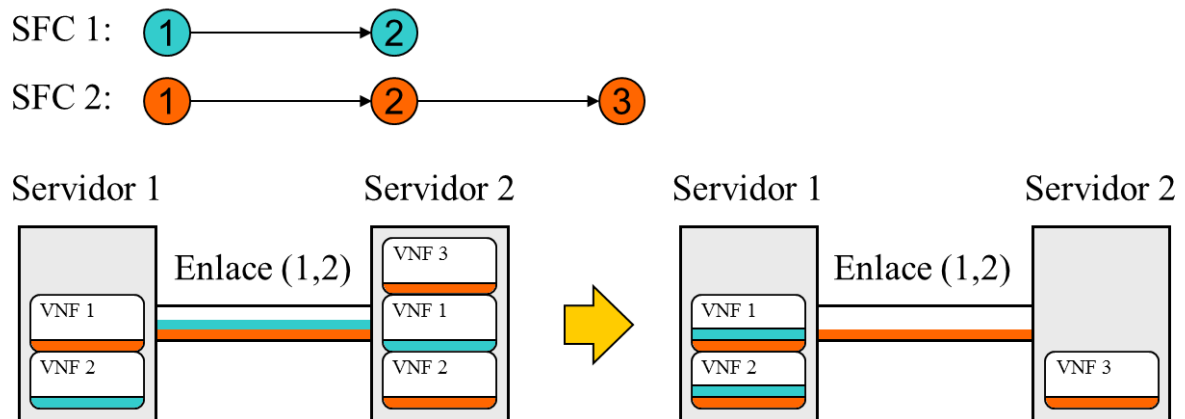 SFC 1: 1 2
SFC 2: 1 2 3
Servidor 1 Servidor 2 Servidor 1 Servidor 2
VNF 3
Enlace (1,2) Enlace (1,2)
VNF 1 VNF 1 VNF 1
VNF 2 VNF 2 VNF 2 VNF 3